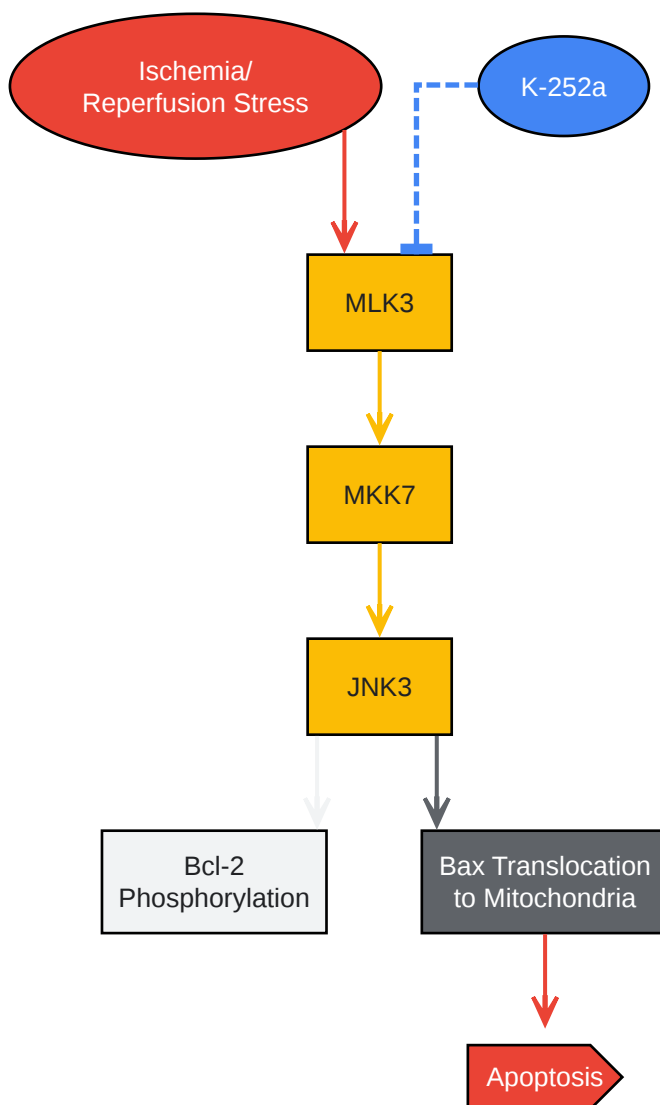 Ischemia/
Reperfusion Stress
K-252a
MLK3
MKK7
JNK3
Bcl-2
Phosphorylation
Bax Translocation
to Mitochondria
Apoptosis